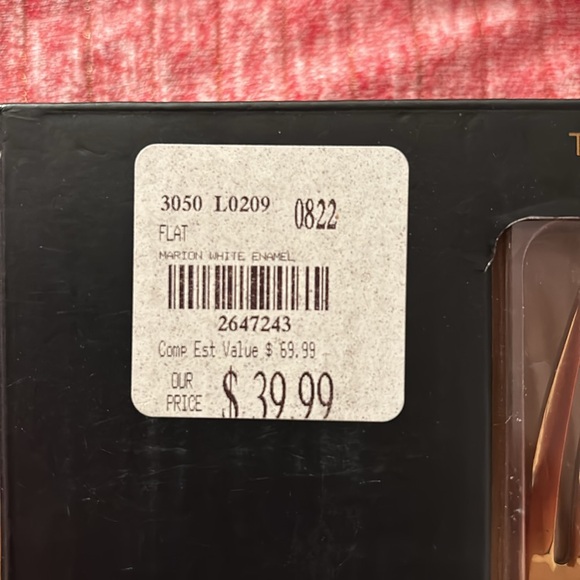 3050 L0209 0822
FLAT
MARION WHITE ENAMEL
2647243
Comp Est Value $ 69.99
OUR
PRICE $ 39.99
T